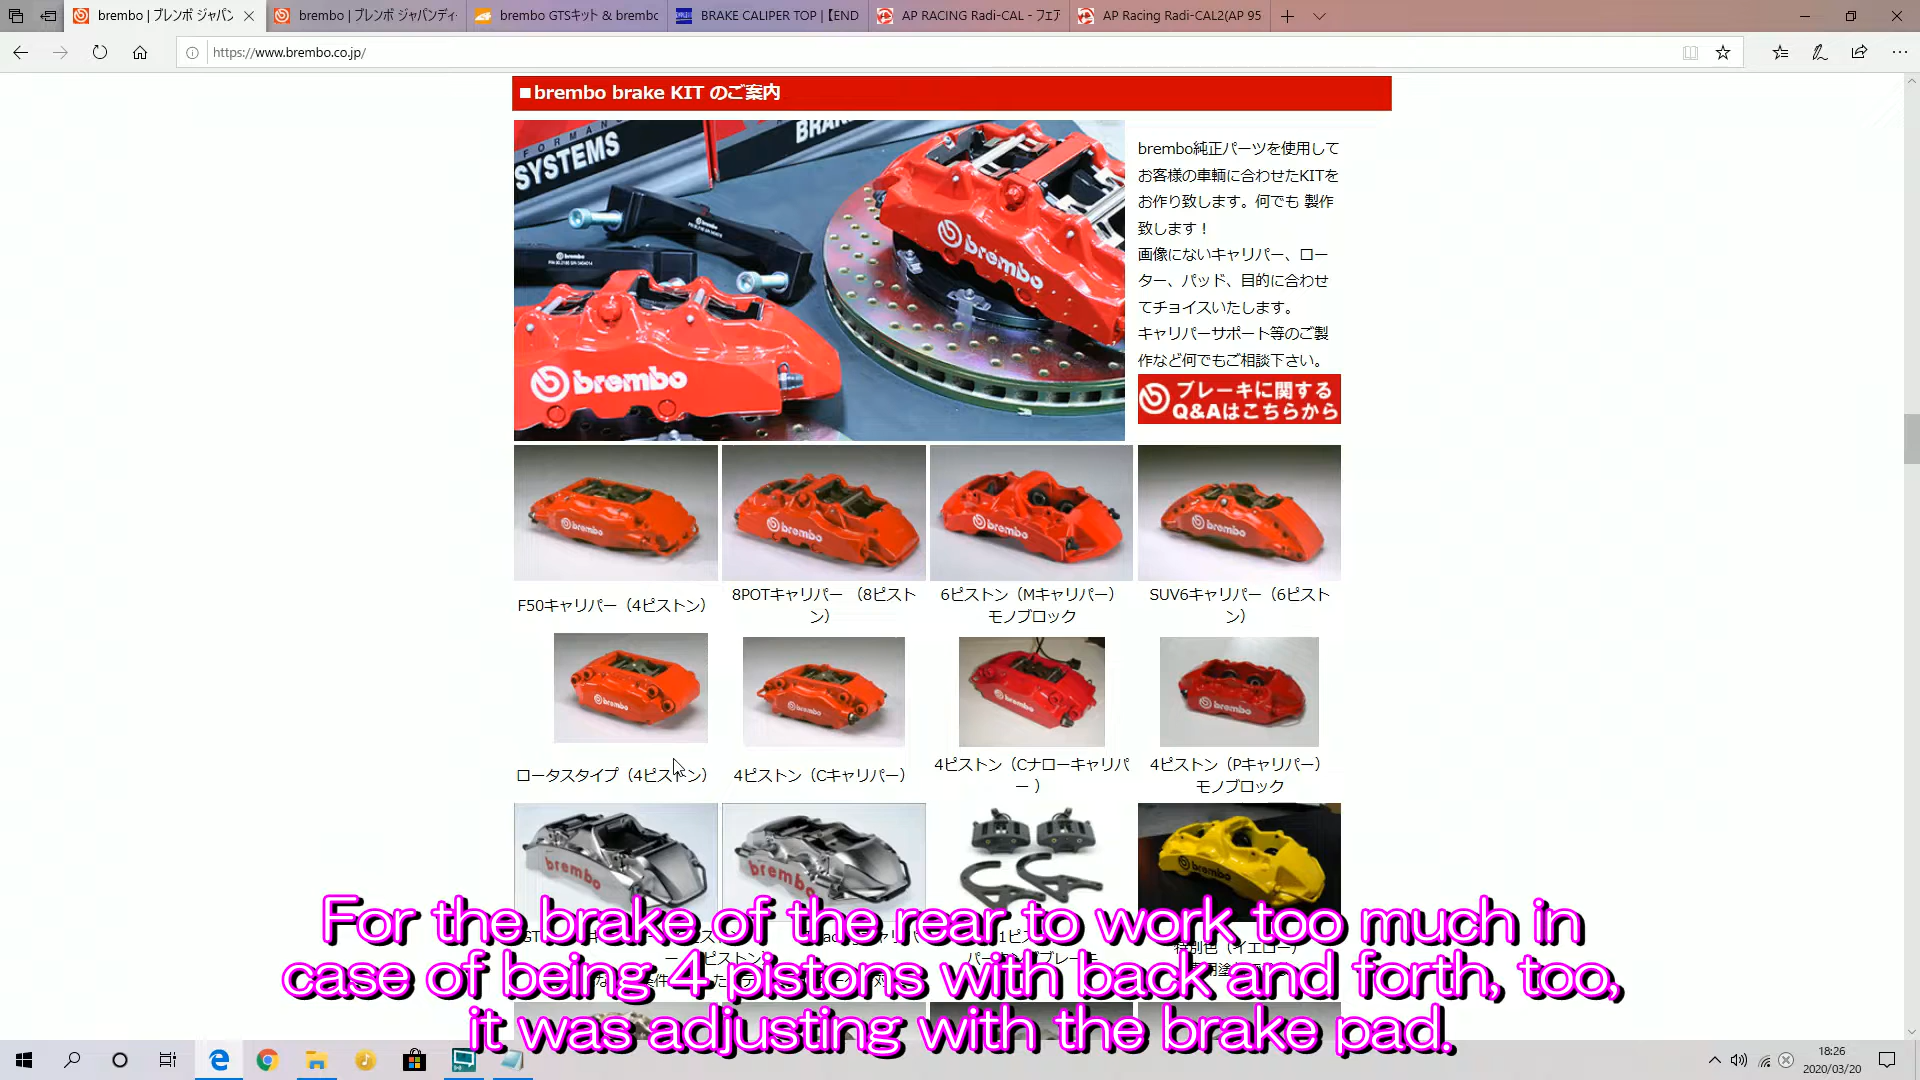 brembo | ブレンボ ジャパン
brembo | ブレンボ ジャパンディ
brembo GTSキット & brembo
BRAKE CALIPER TOP | 【END
AP RACING Radi-CAL - フェア
AP Racing Radi-CAL2(AP 95
https://www.brembo.co.jp/
■brembo brake KIT のご案内
FORMAN
SYSTEMS
BRAK
brembo
brembo
brembo
brembo
brembo純正パーツを使用して
お客様の車輌に合わせたKITを
お作り致します。何でも 製作
致します！
画像にないキャリパー、ロー
ター、パッド、目的に合わせ
てチョイスいたします。
キャリパーサポート等のご製
作など何でもご相談下さい。
ブレーキに関する
Q&Aはこちらから
brembo
brembo
brembo
brembo
F50キャリパー（4ピストン）
8POTキャリパー （8ピスト
ン）
6ピストン（Mキャリパー）
モノブロック
SUV6キャリパー（6ピスト
ン）
brembo
brembo
brembo
brembo
ロータスタイプ（4ピストン）
4ピストン（Cキャリパー）
4ピストン（Cナローキャリパ
ー ）
4ピストン（Pキャリパー）
モノブロック
brembo
brembo
brembo
For the brake of the rear to work too much in
case of being 4 pistons with back and forth, too,
it was adjusting with the brake pad.
18:26
2020/03/20